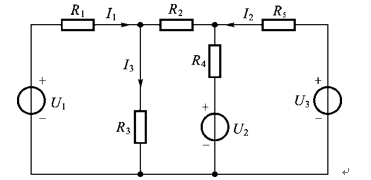 R₁ I₁ R₂ I₂ R₅
I₃ R₄
+ + +
U₁ R₃ U₂ U₃
− − −